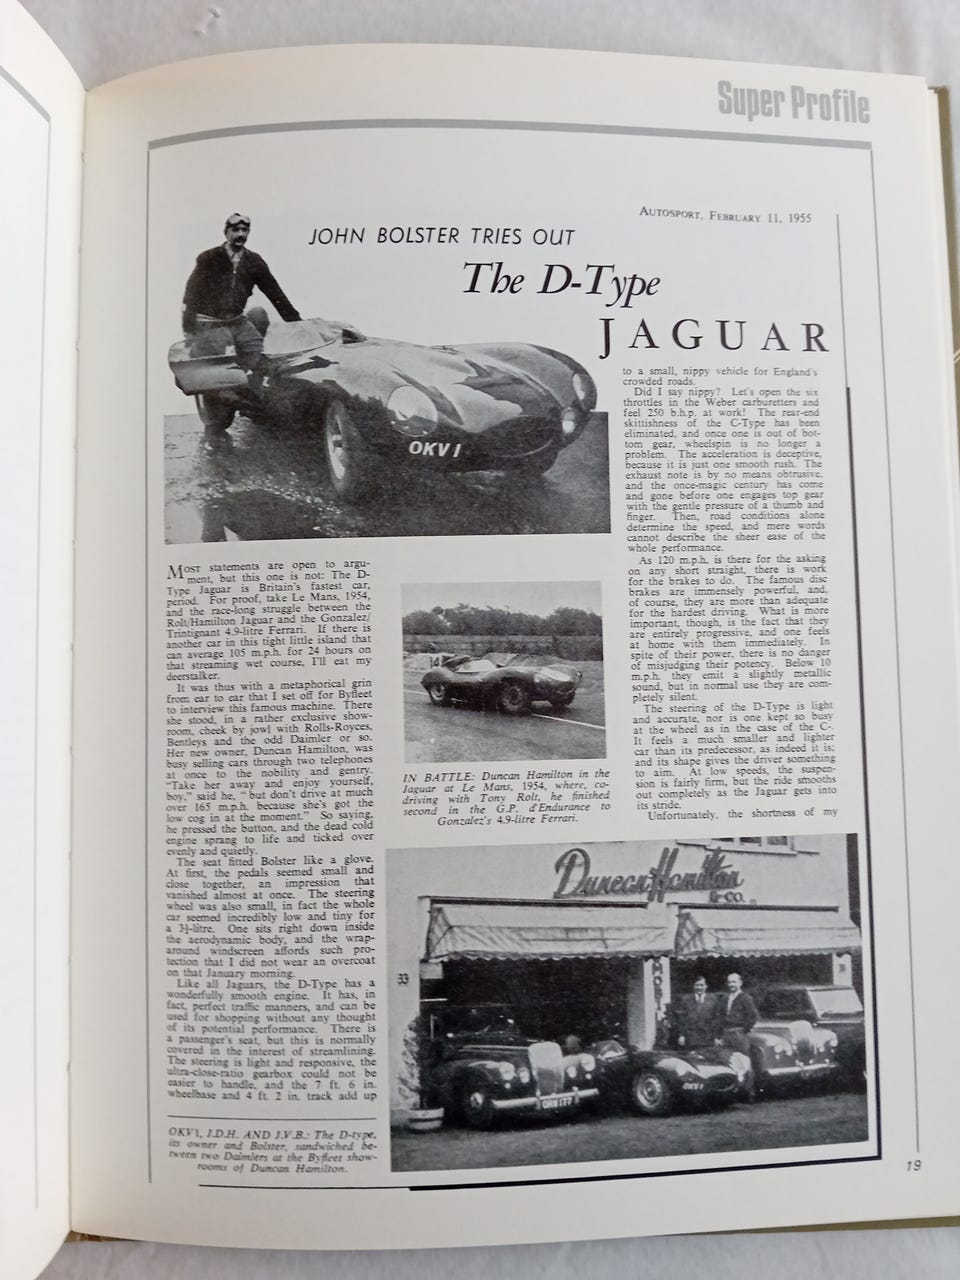 Super Profile
AUTOSPORT, FEBRUARY 11, 1955
JOHN BOLSTER TRIES OUT
The D-Type
JAGUAR
OKV 1
MOST statements are open to argu-
ment, but this one is not: The D-
Type Jaguar is Britain's fastest car,
period. For proof, take Le Mans, 1954,
and the race-long struggle between the
Rolt/Hamilton Jaguar and the Gonzalez/
Trintignant 4.9-litre Ferrari. If there is
another car in this tight little island that
can average 105 m.p.h. for 24 hours on
that streaming wet course, I'll eat my
deerstalker.
It was thus with a metaphorical grin
from ear to ear that I set off for Byfleet
to interview this famous machine. There
she stood, in a rather exclusive show-
room, cheek by jowl with Rolls-Royces,
Bentleys and the odd Daimler or so.
Her new owner, Duncan Hamilton, was
busy selling cars through two telephones
at once to the nobility and gentry.
"Take her away and enjoy yourself,
boy," said he, "but don't drive at much
over 165 m.p.h. because she's got the
low cog in at the moment." So saying,
he pressed the button, and the dead cold
engine sprang to life and ticked over
evenly and quietly.
The seat fitted Bolster like a glove.
At first, the pedals seemed small and
close together, an impression that
vanished almost at once. The steering
wheel was also small, in fact the whole
car seemed incredibly low and tiny for
a 3½-litre. One sits right down inside
the aerodynamic body, and the wrap-
around windscreen affords such pro-
tection that I did not wear an overcoat
on that January morning.
Like all Jaguars, the D-Type has a
wonderfully smooth engine. It has, in
fact, perfect traffic manners, and can be
used for shopping without any thought
of its potential performance. There is
a passenger's seat, but this is normally
covered in the interest of streamlining.
The steering is light and responsive, the
ultra-close-ratio gearbox could not be
easier to handle, and the 7 ft. 6 in.
wheelbase and 4 ft. 2 in. track add up
OKV1, J.D.H. AND J.V.B.: The D-type,
its owner and Bolster, sandwiched be-
tween two Daimlers at the Byfleet show-
rooms of Duncan Hamilton.
IN BATTLE: Duncan Hamilton in the
Jaguar at Le Mans, 1954, where, co-
driving with Tony Rolt, he finished
second in the G.P. d'Endurance to
Gonzalez's 4.9-litre Ferrari.
to a small, nippy vehicle for England's
crowded roads.
Did I say nippy? Let's open the six
throttles in the Weber carburetters and
feel 250 b.h.p. at work! The rear-end
skittishness of the C-Type has been
eliminated, and once one is out of bot-
tom gear, wheelspin is no longer a
problem. The acceleration is deceptive,
because it is just one smooth rush. The
exhaust note is by no means obtrusive,
and the once-magic century has come
and gone before one engages top gear
with the gentle pressure of a thumb and
finger. Then, road conditions alone
determine the speed, and mere words
cannot describe the sheer ease of the
whole performance.
As 120 m.p.h. is there for the asking
on any short straight, there is work
for the brakes to do. The famous disc
brakes are immensely powerful, and,
of course, they are more than adequate
for the hardest driving. What is more
important, though, is the fact that they
are entirely progressive, and one feels
at home with them immediately. In
spite of their power, there is no danger
of misjudging their potency. Below 10
m.p.h. they emit a slightly metallic
sound, but in normal use they are com-
pletely silent.
The steering of the D-Type is light
and accurate, nor is one kept so busy
at the wheel as in the case of the C-.
It feels a much smaller and lighter
car than its predecessor, as indeed it is;
and its shape gives the driver something
to aim. At low speeds, the suspen-
sion is fairly firm, but the ride smooths
out completely as the Jaguar gets into
its stride.
Unfortunately, the shortness of my
Duncan Hamilton
& CO.
33
OKV 1
19